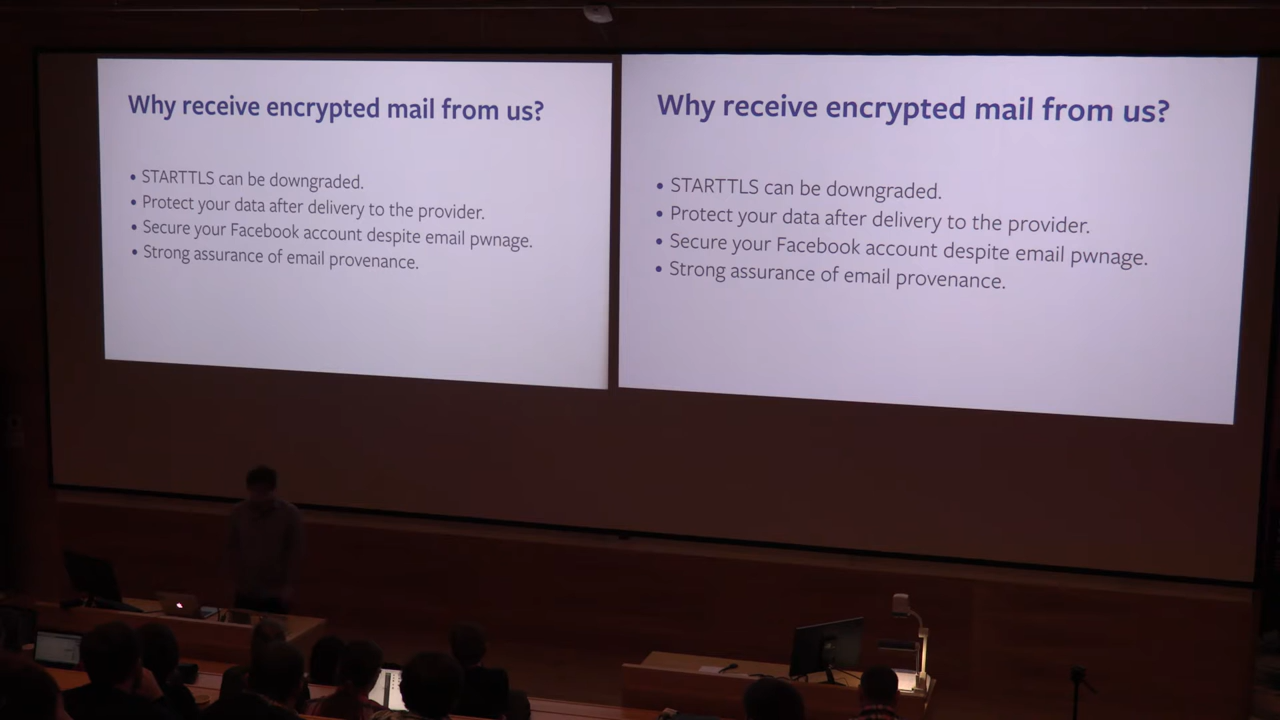 Why receive encrypted mail from us?
• STARTTLS can be downgraded.
• Protect your data after delivery to the provider.
• Secure your Facebook account despite email pwnage.
• Strong assurance of email provenance.
Why receive encrypted mail from us?
• STARTTLS can be downgraded.
• Protect your data after delivery to the provider.
• Secure your Facebook account despite email pwnage.
• Strong assurance of email provenance.